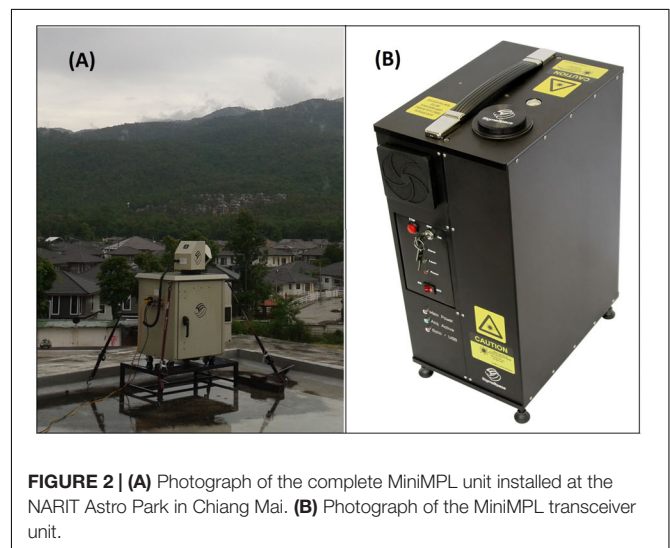 (A)
(B)
CAUTION
CAUTION
FIGURE 2 | (A) Photograph of the complete MiniMPL unit installed at the
NARIT Astro Park in Chiang Mai. (B) Photograph of the MiniMPL transceiver
unit.